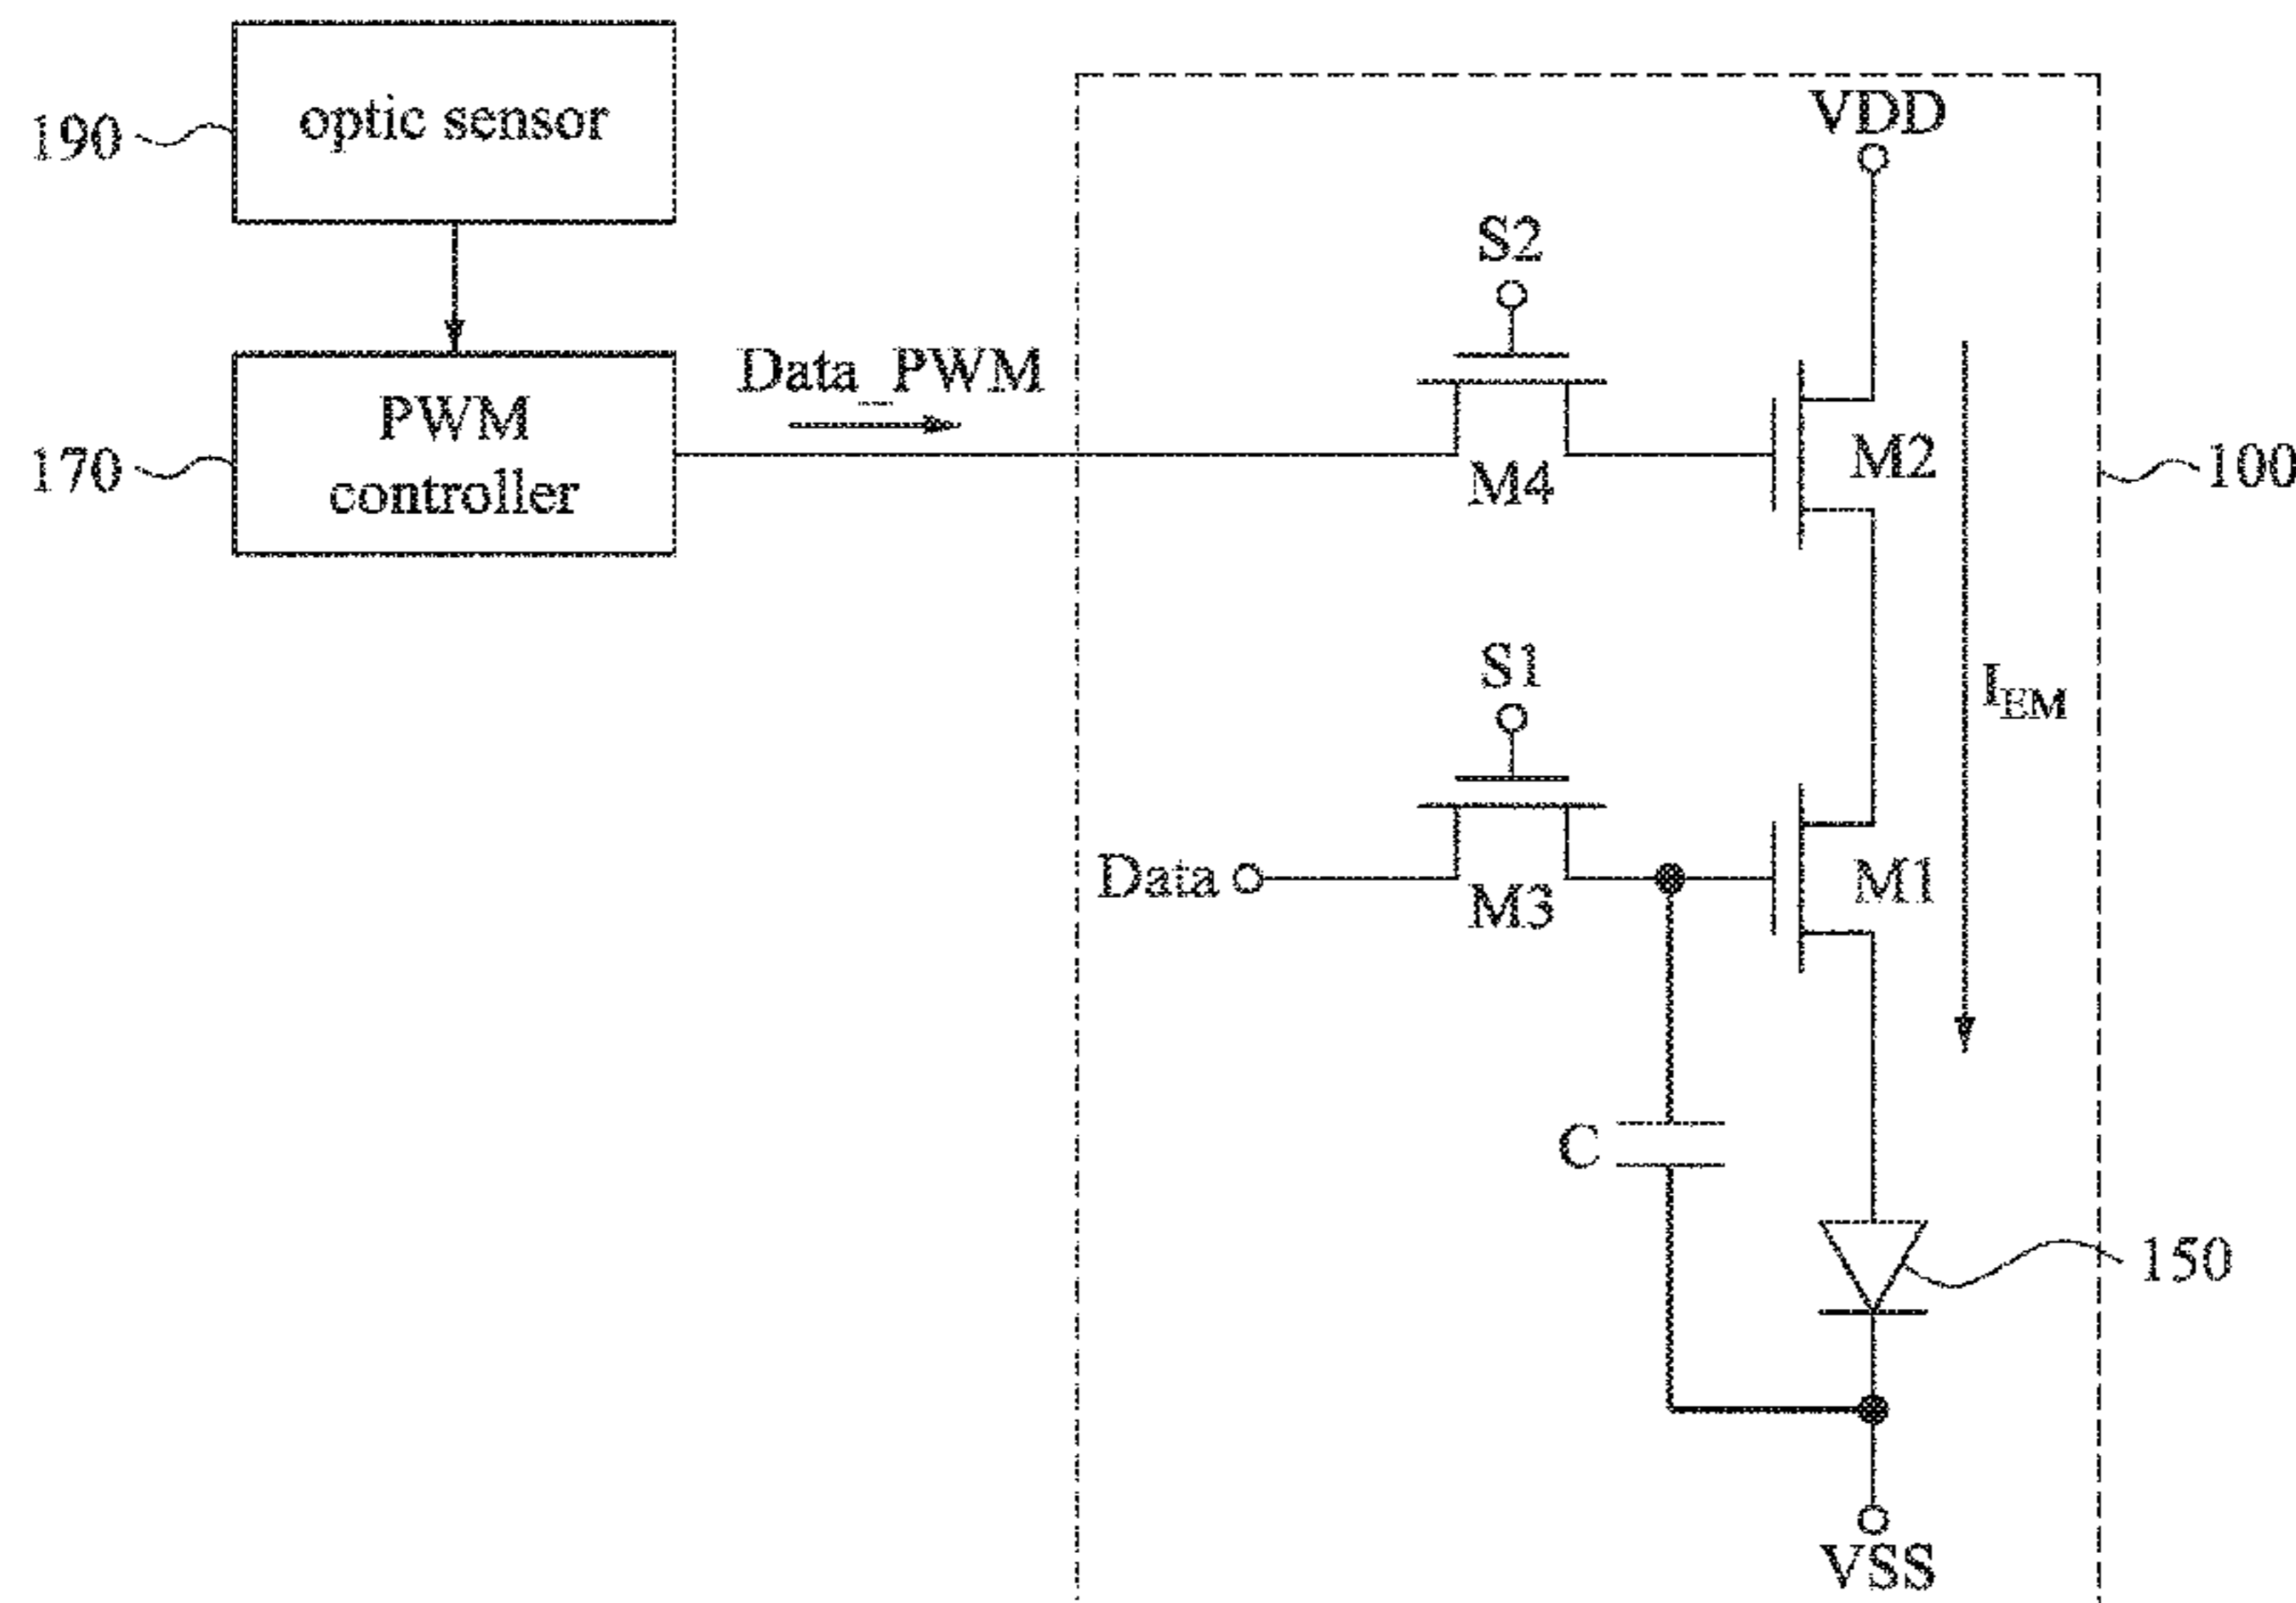 190
optic sensor
170
PWM
controller
Data_PWM
VDD
S2
M4
M2
100
S1
I_EM
Data
M3
M1
C
150
VSS